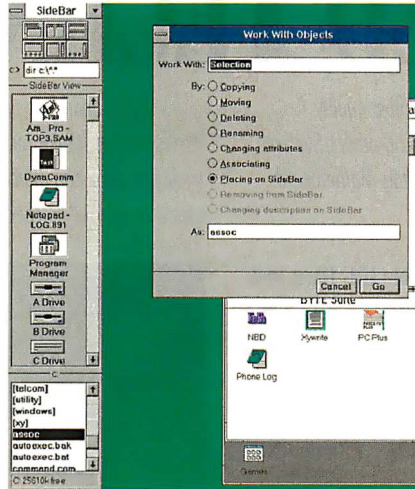 SideBar
<> dir c:\*.*
SideBar View
Ami_Pro -
TOP3.SAM
DynaComm
Notepad -
LOG.891
Program
Manager
A Drive
B Drive
C Drive
C:
[telcom]
[utility]
[windows]
[xy]
assoc
autoexec.bak
autoexec.bat
command.com
C: 25610k free
Work With Objects
Work With: Selection
By: Copying
Moving
Deleting
Renaming
Changing attributes
Associating
Placing on SideBar
Removing from SideBar
Changing description on SideBar
As: assoc
Cancel Go
BYTE Suite
NBD Xywrite PC Plus
Phone Log
Games